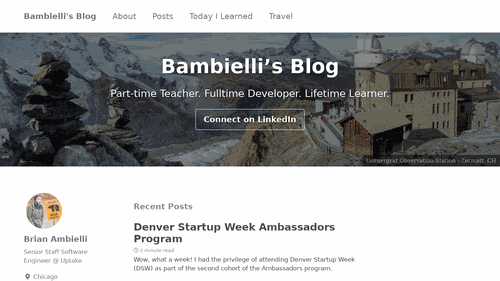 Bambielli's Blog About Posts Today I Learned Travel
Bambielli's Blog
Part-time Teacher. Fulltime Developer. Lifetime Learner.
Connect on LinkedIn
Gornergrat Observation Station - Zermatt, CH
Brian Ambielli
Senior Staff Software
Engineer @ Uptake
Chicago
Recent Posts
Denver Startup Week Ambassadors
Program
2 minute read
Wow, what a week! I had the privilege of attending Denver Startup Week
(DSW) as part of the second cohort of the Ambassadors program.